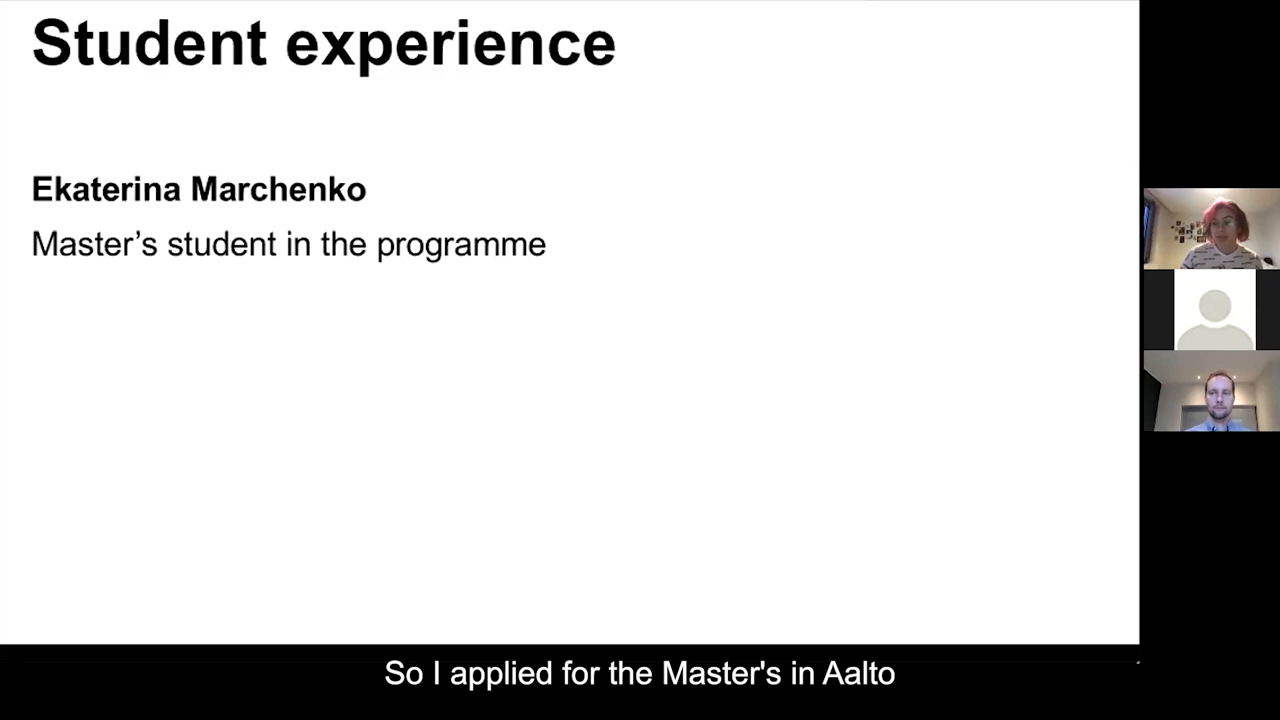 Student experience
Ekaterina Marchenko
Master’s student in the programme
So I applied for the Master's in Aalto